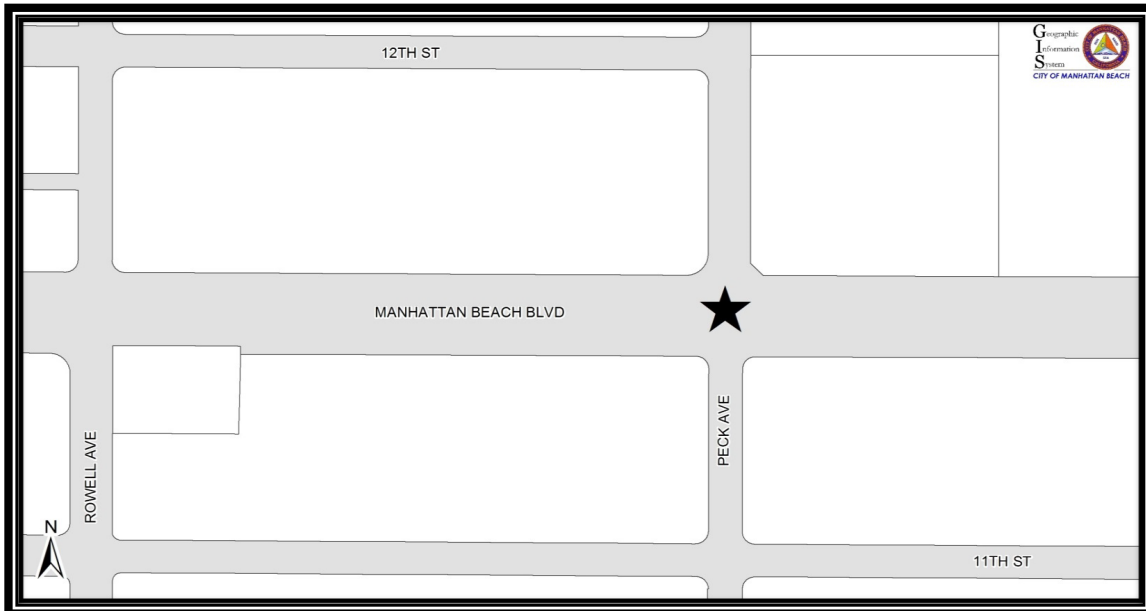 12TH ST
Geographic
Information
System
CITY OF MANHATTAN BEACH
MANHATTAN BEACH BLVD
ROWELL AVE
PECK AVE
N
11TH ST